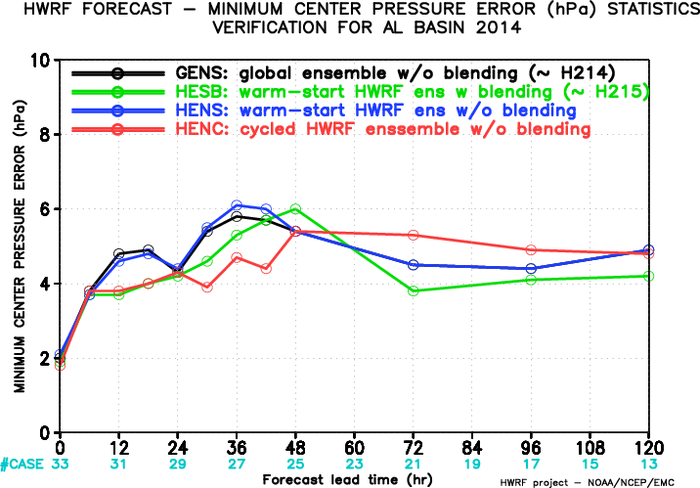 HWRF FORECAST – MINIMUM CENTER PRESSURE ERROR (hPa) STATISTICS
VERIFICATION FOR AL BASIN 2014
GENS: global ensemble w/o blending (~ H214)
HESB: warm-start HWRF ens w blending (~ H215)
HENS: warm-start HWRF ens w/o blending
HENC: cycled HWRF enssemble w/o blending
MINIMUM CENTER PRESSURE ERROR (hPa)
10
8
6
4
2
0
0 12 24 36 48 60 72 84 96 108 120
#CASE 33 31 29 27 25 23 21 19 17 15 13
Forecast lead time (hr)
HWRF project – NOAA/NCEP/EMC